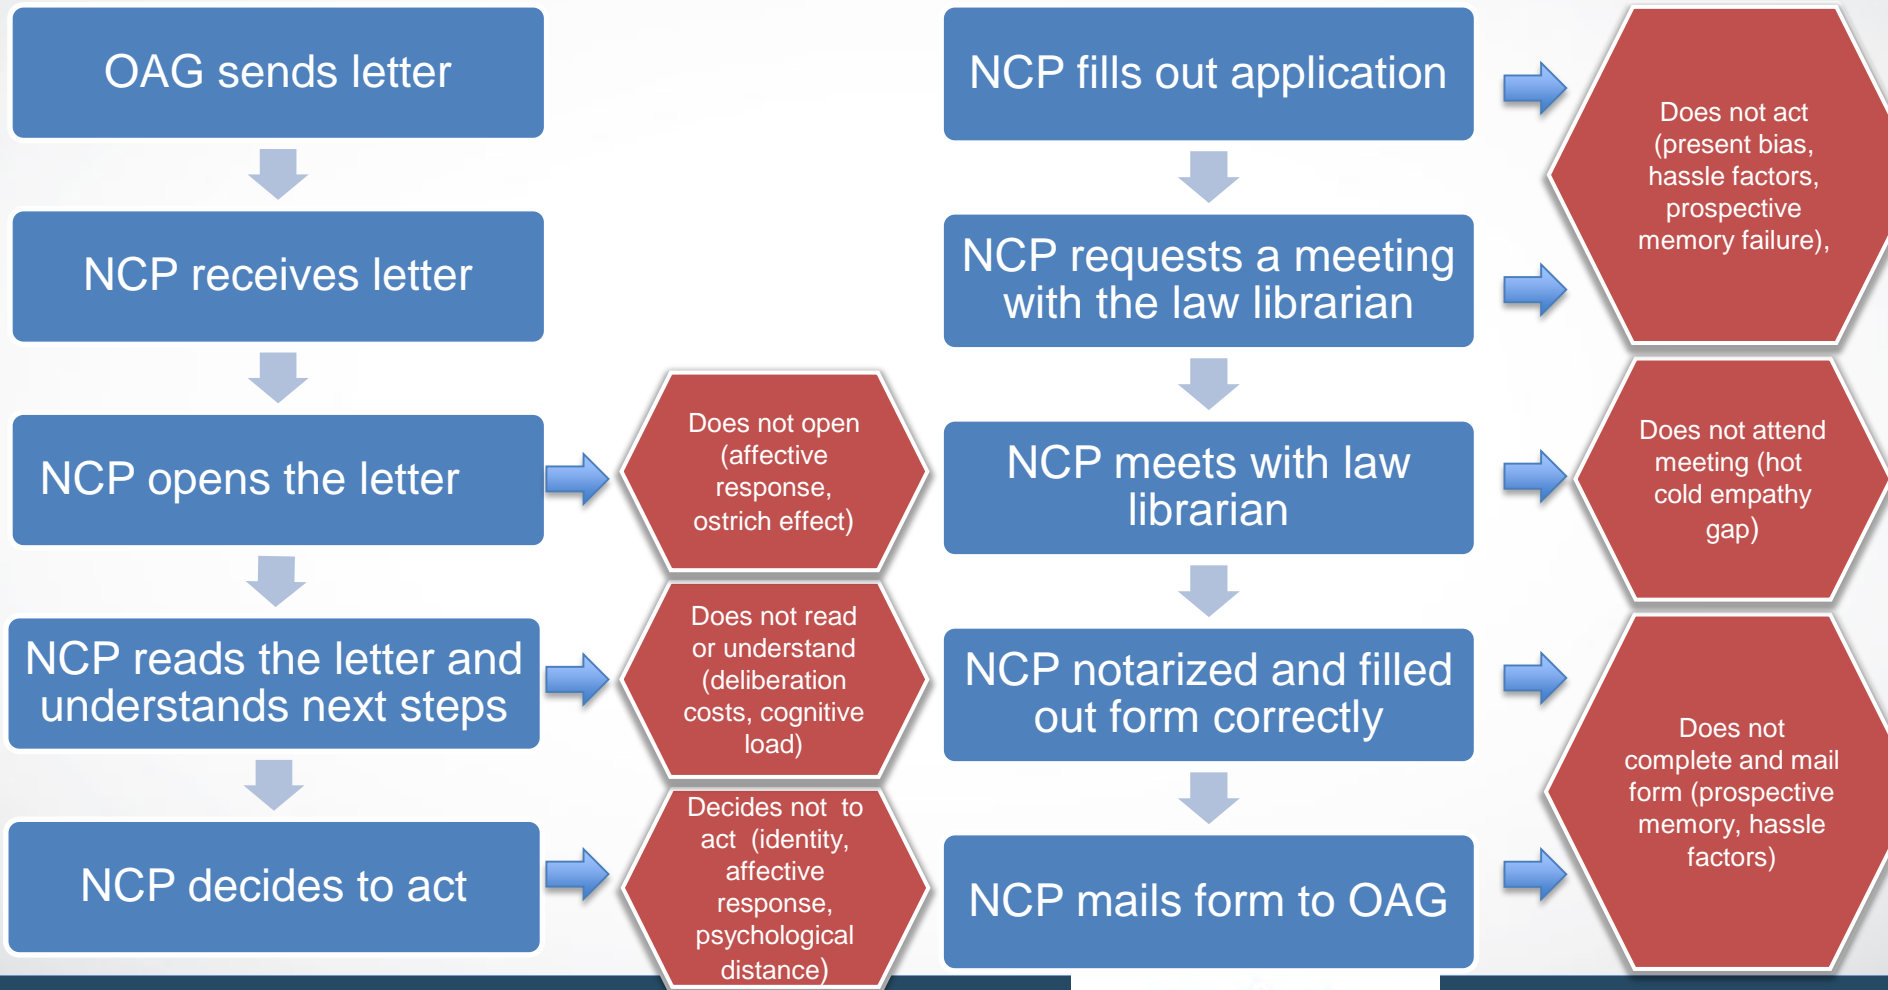 OAG sends letter
NCP receives letter
NCP opens the letter
Does not open
(affective
response,
ostrich effect)
NCP reads the letter and
understands next steps
Does not read
or understand
(deliberation
costs, cognitive
load)
NCP decides to act
Decides not to
act (identity,
affective
response,
psychological
distance)
NCP fills out application
Does not act
(present bias,
hassle factors,
prospective
memory failure),
NCP requests a meeting
with the law librarian
NCP meets with law
librarian
Does not attend
meeting (hot
cold empathy
gap)
NCP notarized and filled
out form correctly
Does not
complete and mail
form (prospective
memory, hassle
factors)
NCP mails form to OAG